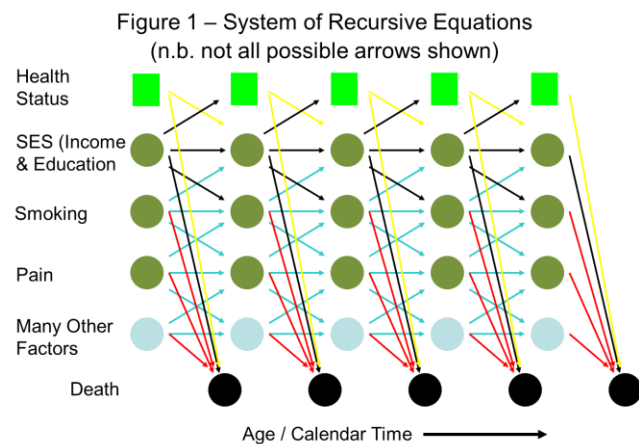 Figure 1 – System of Recursive Equations
(n.b. not all possible arrows shown)
Health
Status
SES (Income
& Education
Smoking
Pain
Many Other
Factors
Death
Age / Calendar Time